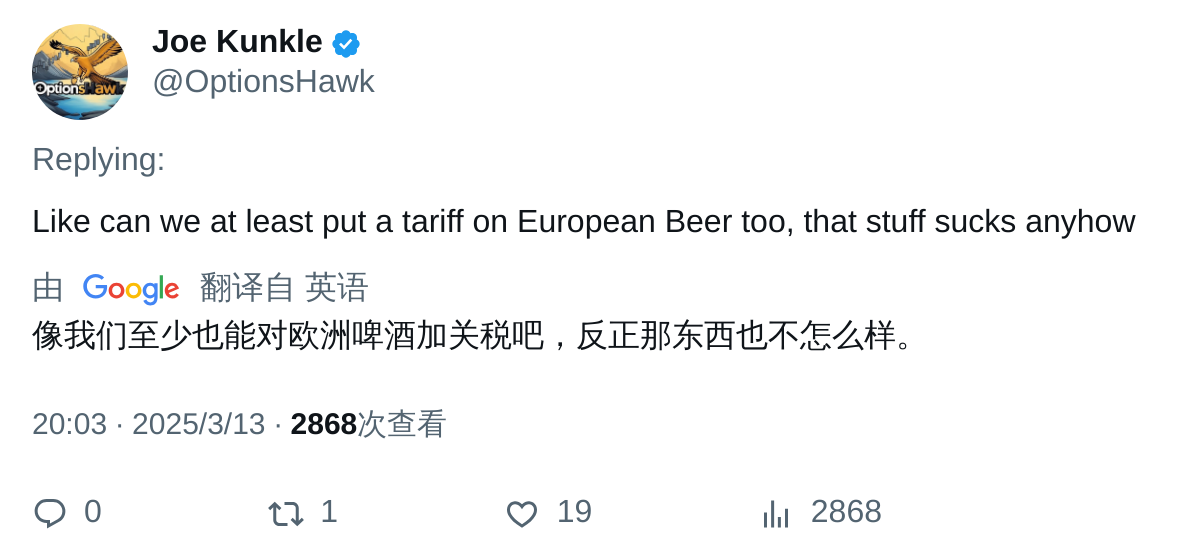 Joe Kunkle
@OptionsHawk
Replying:
Like can we at least put a tariff on European Beer too, that stuff sucks anyhow
由 Google 翻译自 英语
像我们至少也能对欧洲啤酒加关税吧，反正那东西也不怎么样。
20:03 · 2025/3/13 · 2868次查看
0 1 19 2868